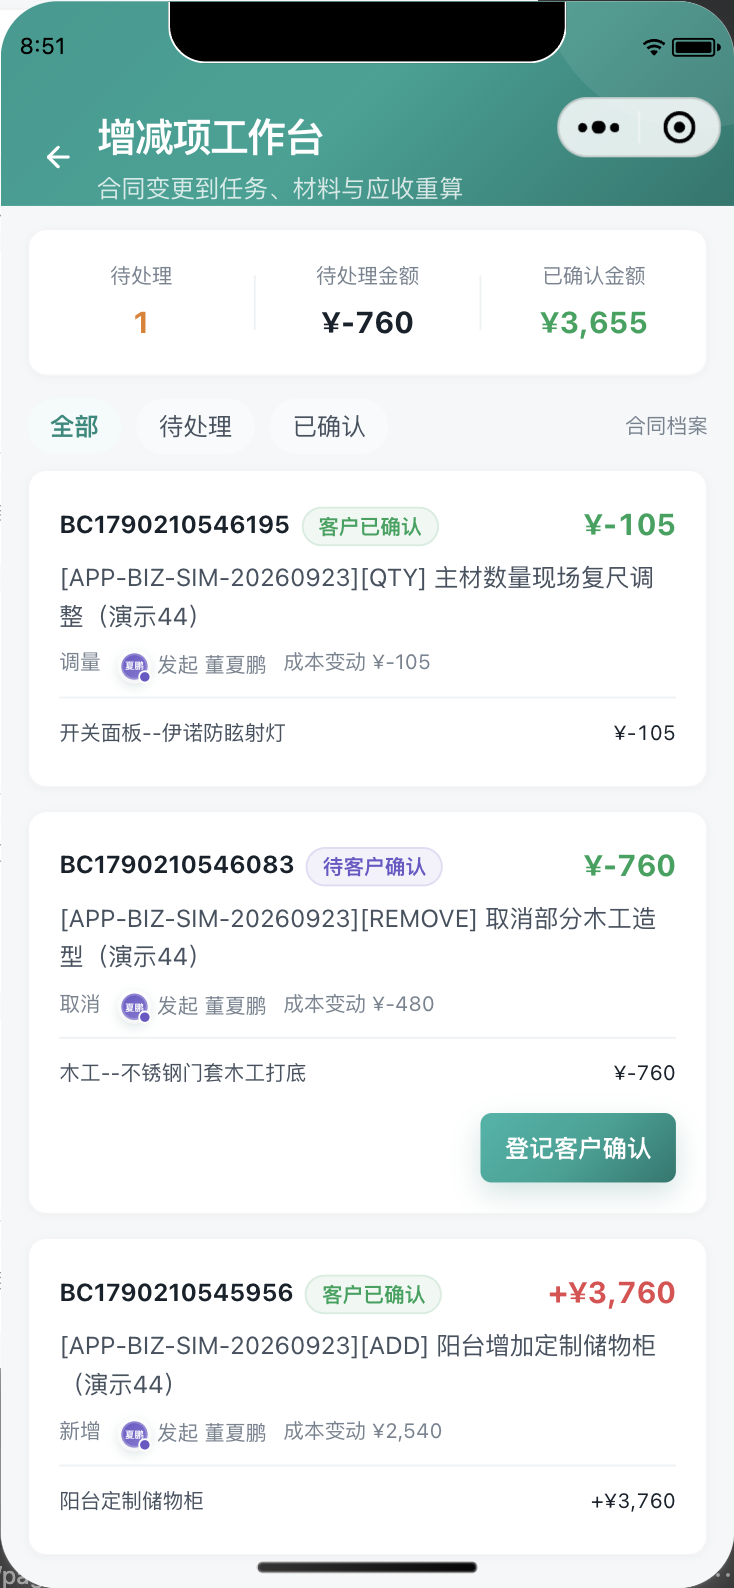 8:51
增减项工作台
合同变更到任务、材料与应收重算
待处理
待处理金额
已确认金额
1
¥-760
¥3,655
全部
待处理
已确认
合同档案
BC1790210546195
客户已确认
¥-105
[APP-BIZ-SIM-20260923][QTY] 主材数量现场复尺调
整（演示44）
调量
夏鹏
发起 董夏鹏
成本变动 ¥-105
开关面板--伊诺防眩射灯
¥-105
BC1790210546083
待客户确认
¥-760
[APP-BIZ-SIM-20260923][REMOVE] 取消部分木工造
型（演示44）
取消
夏鹏
发起 董夏鹏
成本变动 ¥-480
木工--不锈钢门套木工打底
¥-760
登记客户确认
BC1790210545956
客户已确认
+¥3,760
[APP-BIZ-SIM-20260923][ADD] 阳台增加定制储物柜
（演示44）
新增
夏鹏
发起 董夏鹏
成本变动 ¥2,540
阳台定制储物柜
+¥3,760